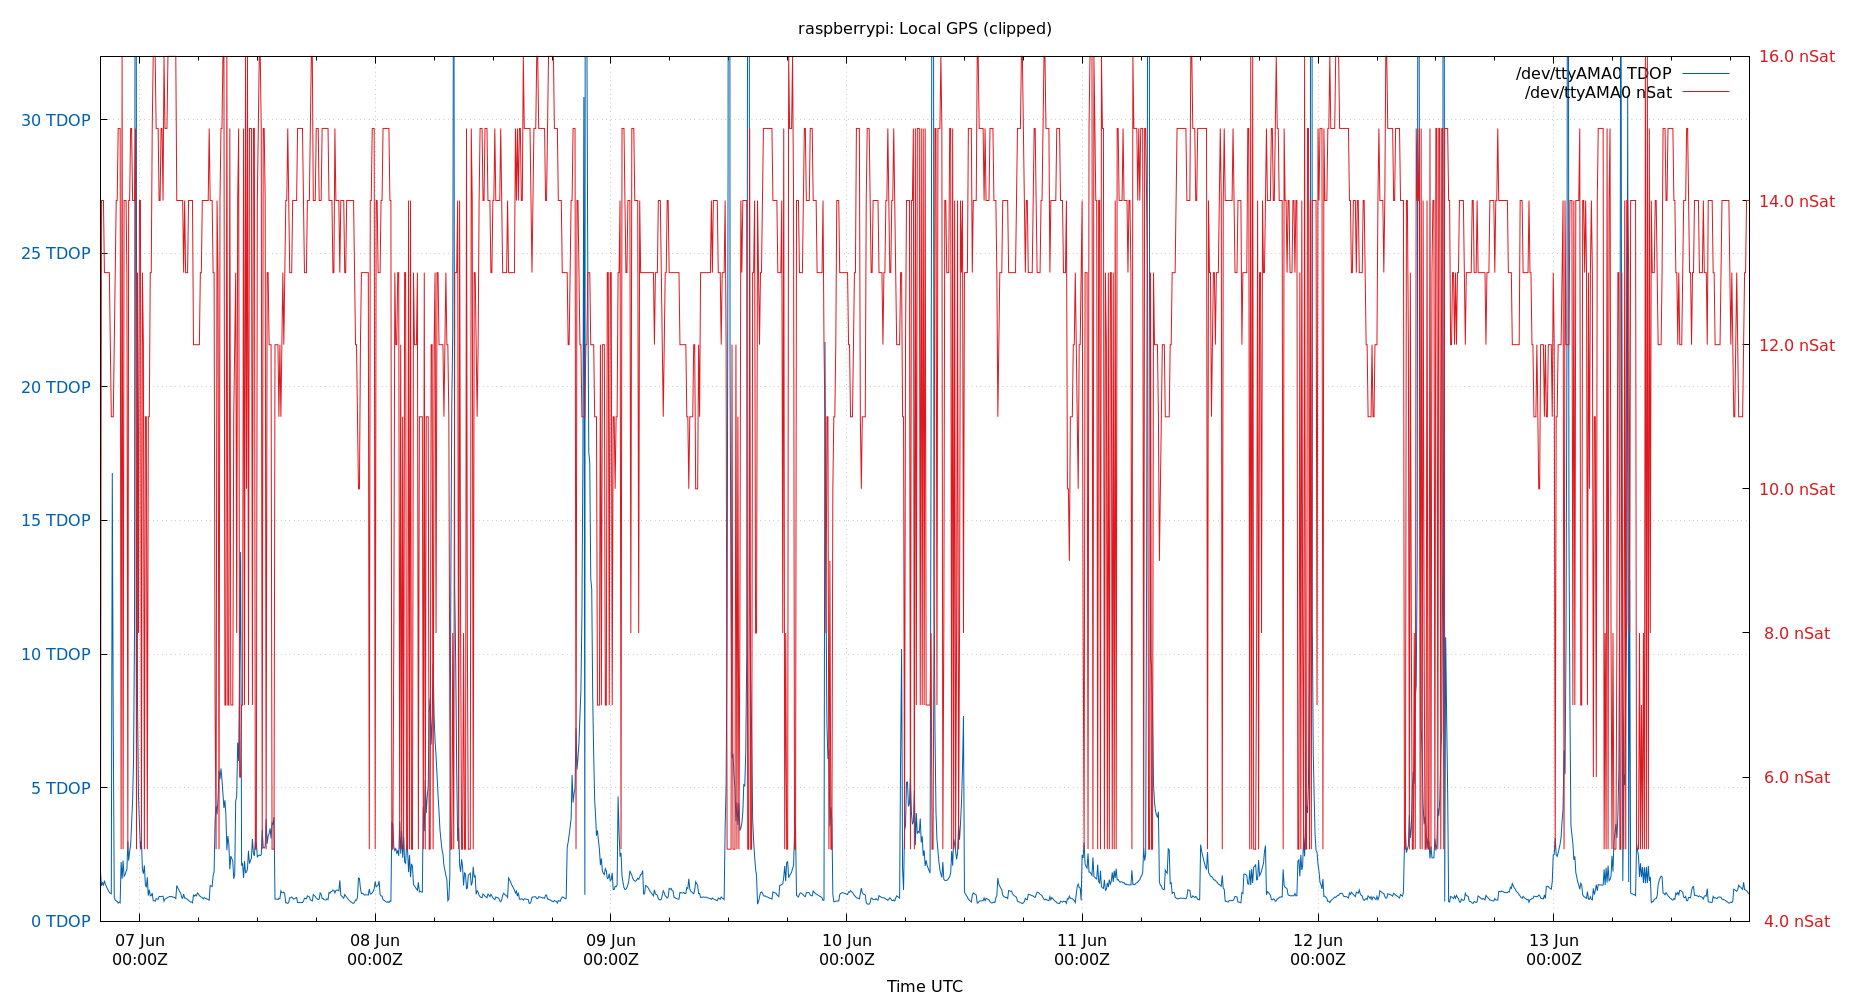 raspberrypi: Local GPS (clipped)
/dev/ttyAMA0 TDOP
/dev/ttyAMA0 nSat
30 TDOP
25 TDOP
20 TDOP
15 TDOP
10 TDOP
5 TDOP
0 TDOP
16.0 nSat
14.0 nSat
12.0 nSat
10.0 nSat
8.0 nSat
6.0 nSat
4.0 nSat
07 Jun
00:00Z
08 Jun
00:00Z
09 Jun
00:00Z
10 Jun
00:00Z
11 Jun
00:00Z
12 Jun
00:00Z
13 Jun
00:00Z
Time UTC